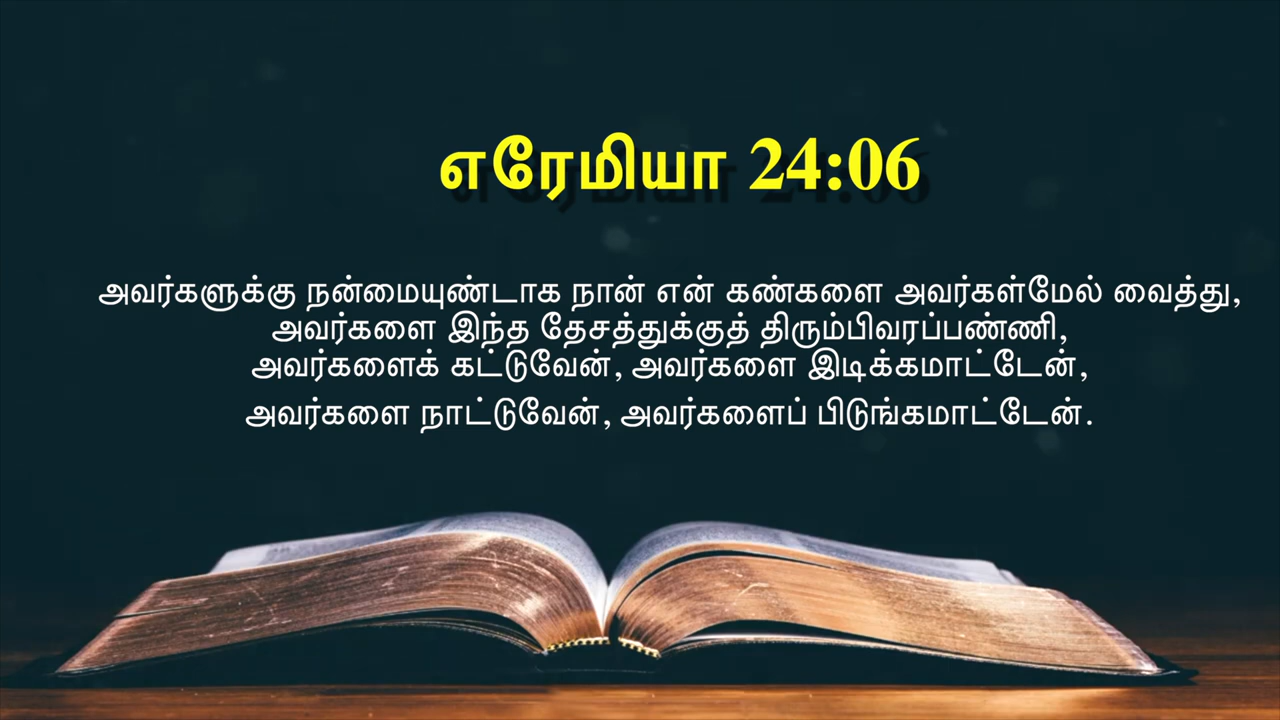 எரேமியா 24:06
அவர்களுக்கு நன்மையுண்டாக நான் என் கண்களை அவர்கள்மேல் வைத்து,
அவர்களை இந்த தேசத்துக்குத் திரும்பிவரப்பண்ணி,
அவர்களைக் கட்டுவேன், அவர்களை இடிக்கமாட்டேன்,
அவர்களை நாட்டுவேன், அவர்களைப் பிடுங்கமாட்டேன்.